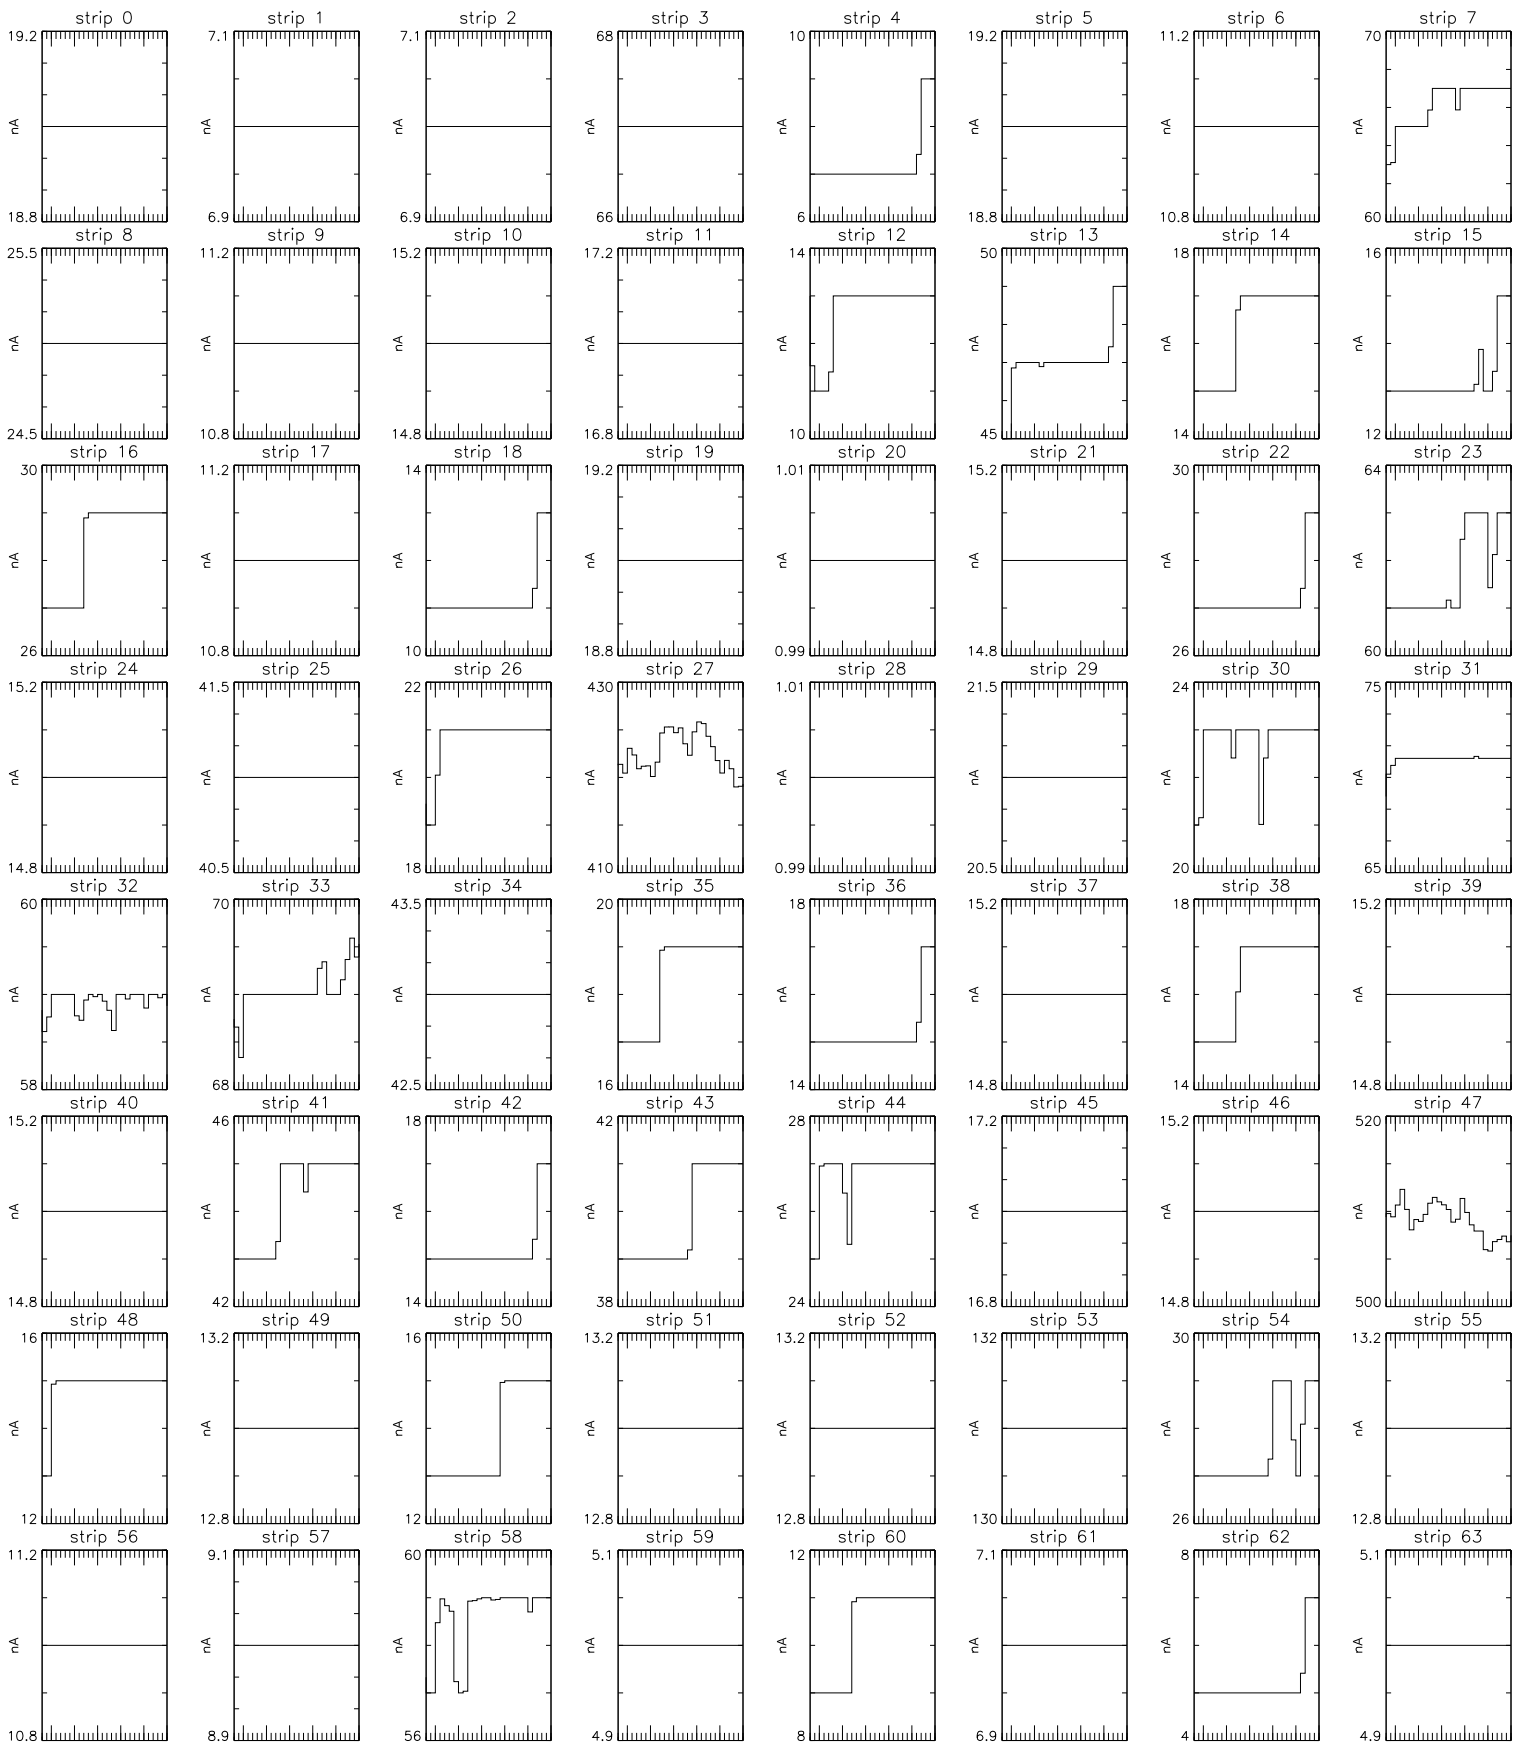 strip 0 strip 1 strip 2 strip 3 strip 4 strip 5 strip 6 strip 7
19.2 7.1 7.1 68 10 19.2 11.2 70
nA nA nA nA nA nA nA nA
18.8 6.9 6.9 66 6 18.8 10.8 60
strip 8 strip 9 strip 10 strip 11 strip 12 strip 13 strip 14 strip 15
25.5 11.2 15.2 17.2 14 50 18 16
nA nA nA nA nA nA nA nA
24.5 10.8 14.8 16.8 10 45 14 12
strip 16 strip 17 strip 18 strip 19 strip 20 strip 21 strip 22 strip 23
30 11.2 14 19.2 1.01 15.2 30 64
nA nA nA nA nA nA nA nA
26 10.8 10 18.8 0.99 14.8 26 60
strip 24 strip 25 strip 26 strip 27 strip 28 strip 29 strip 30 strip 31
15.2 41.5 22 430 1.01 21.5 24 75
nA nA nA nA nA nA nA nA
14.8 40.5 18 410 0.99 20.5 20 65
strip 32 strip 33 strip 34 strip 35 strip 36 strip 37 strip 38 strip 39
60 70 43.5 20 18 15.2 18 15.2
nA nA nA nA nA nA nA nA
58 68 42.5 16 14 14.8 14 14.8
strip 40 strip 41 strip 42 strip 43 strip 44 strip 45 strip 46 strip 47
15.2 46 18 42 28 17.2 15.2 520
nA nA nA nA nA nA nA nA
14.8 42 14 38 24 16.8 14.8 500
strip 48 strip 49 strip 50 strip 51 strip 52 strip 53 strip 54 strip 55
16 13.2 16 13.2 13.2 132 30 13.2
nA nA nA nA nA nA nA nA
12 12.8 12 12.8 12.8 130 26 12.8
strip 56 strip 57 strip 58 strip 59 strip 60 strip 61 strip 62 strip 63
11.2 9.1 60 5.1 12 7.1 8 5.1
nA nA nA nA nA nA nA nA
10.8 8.9 56 4.9 8 6.9 4 4.9